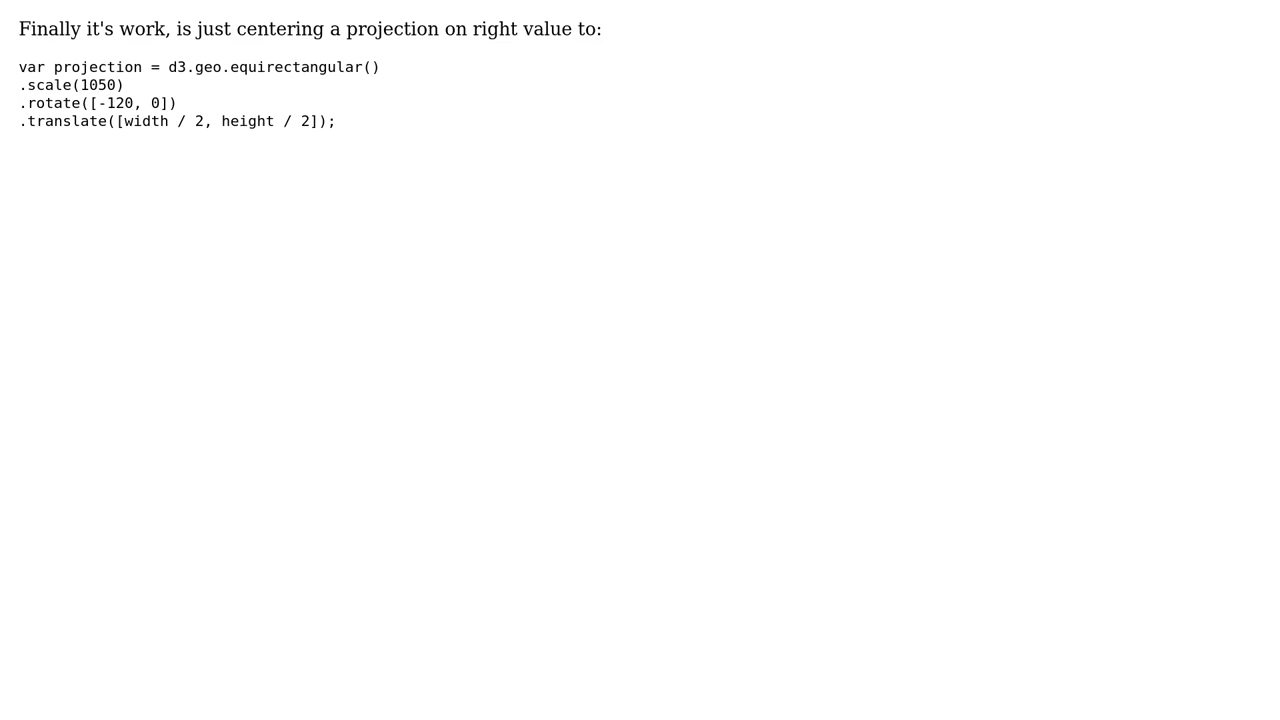 Finally it's work, is just centering a projection on right value to:
var projection = d3.geo.equirectangular()
.scale(1050)
.rotate([-120, 0])
.translate([width / 2, height / 2]);